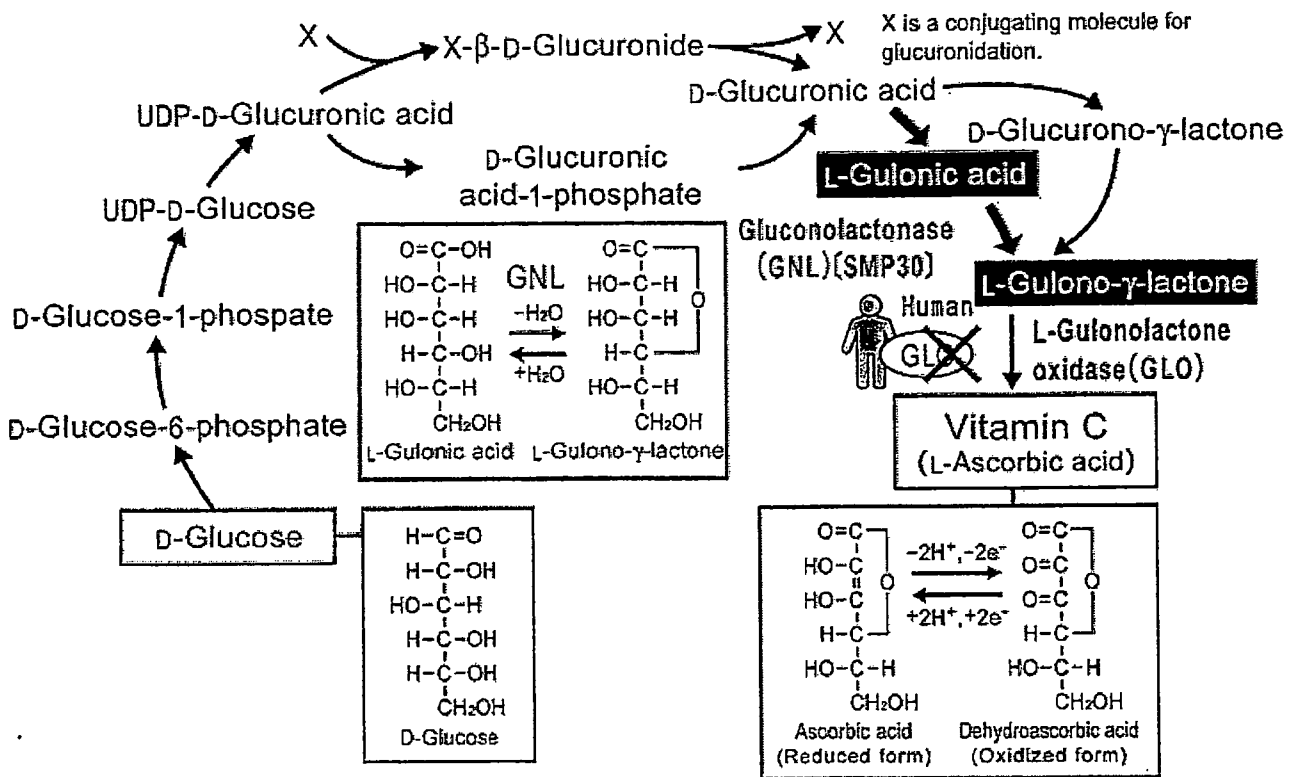 X
X-β-D-Glucuronide
X
X is a conjugating molecule for
glucuronidation.
UDP-D-Glucuronic acid
D-Glucuronic acid
D-Glucurono-γ-lactone
D-Glucuronic
acid-1-phosphate
L-Gulonic acid
UDP-D-Glucose
Gluconolactonase
(GNL)[SMP30]
L-Gulono-γ-lactone
D-Glucose-1-phospate
Human
GLO
L-Gulonolactone
oxidase(GLO)
D-Glucose-6-phosphate
Vitamin C
(L-Ascorbic acid)
D-Glucose
O=C-OH
HO-C-H
HO-C-H
H-C-OH
HO-C-H
CH₂OH
L-Gulonic acid
GNL
-H₂O
+H₂O
O=C
HO-C-H
HO-C-H
O
H-C
HO-C-H
CH₂OH
L-Gulono-γ-lactone
H-C=O
H-C-OH
HO-C-H
H-C-OH
H-C-OH
CH₂OH
D-Glucose
O=C
HO-C
HO-C
O
H-C
HO-C-H
CH₂OH
Ascorbic acid
(Reduced form)
-2H⁺,-2e⁻
+2H⁺,+2e⁻
O=C
O=C
O=C
O
H-C
HO-C-H
CH₂OH
Dehydroascorbic acid
(Oxidized form)